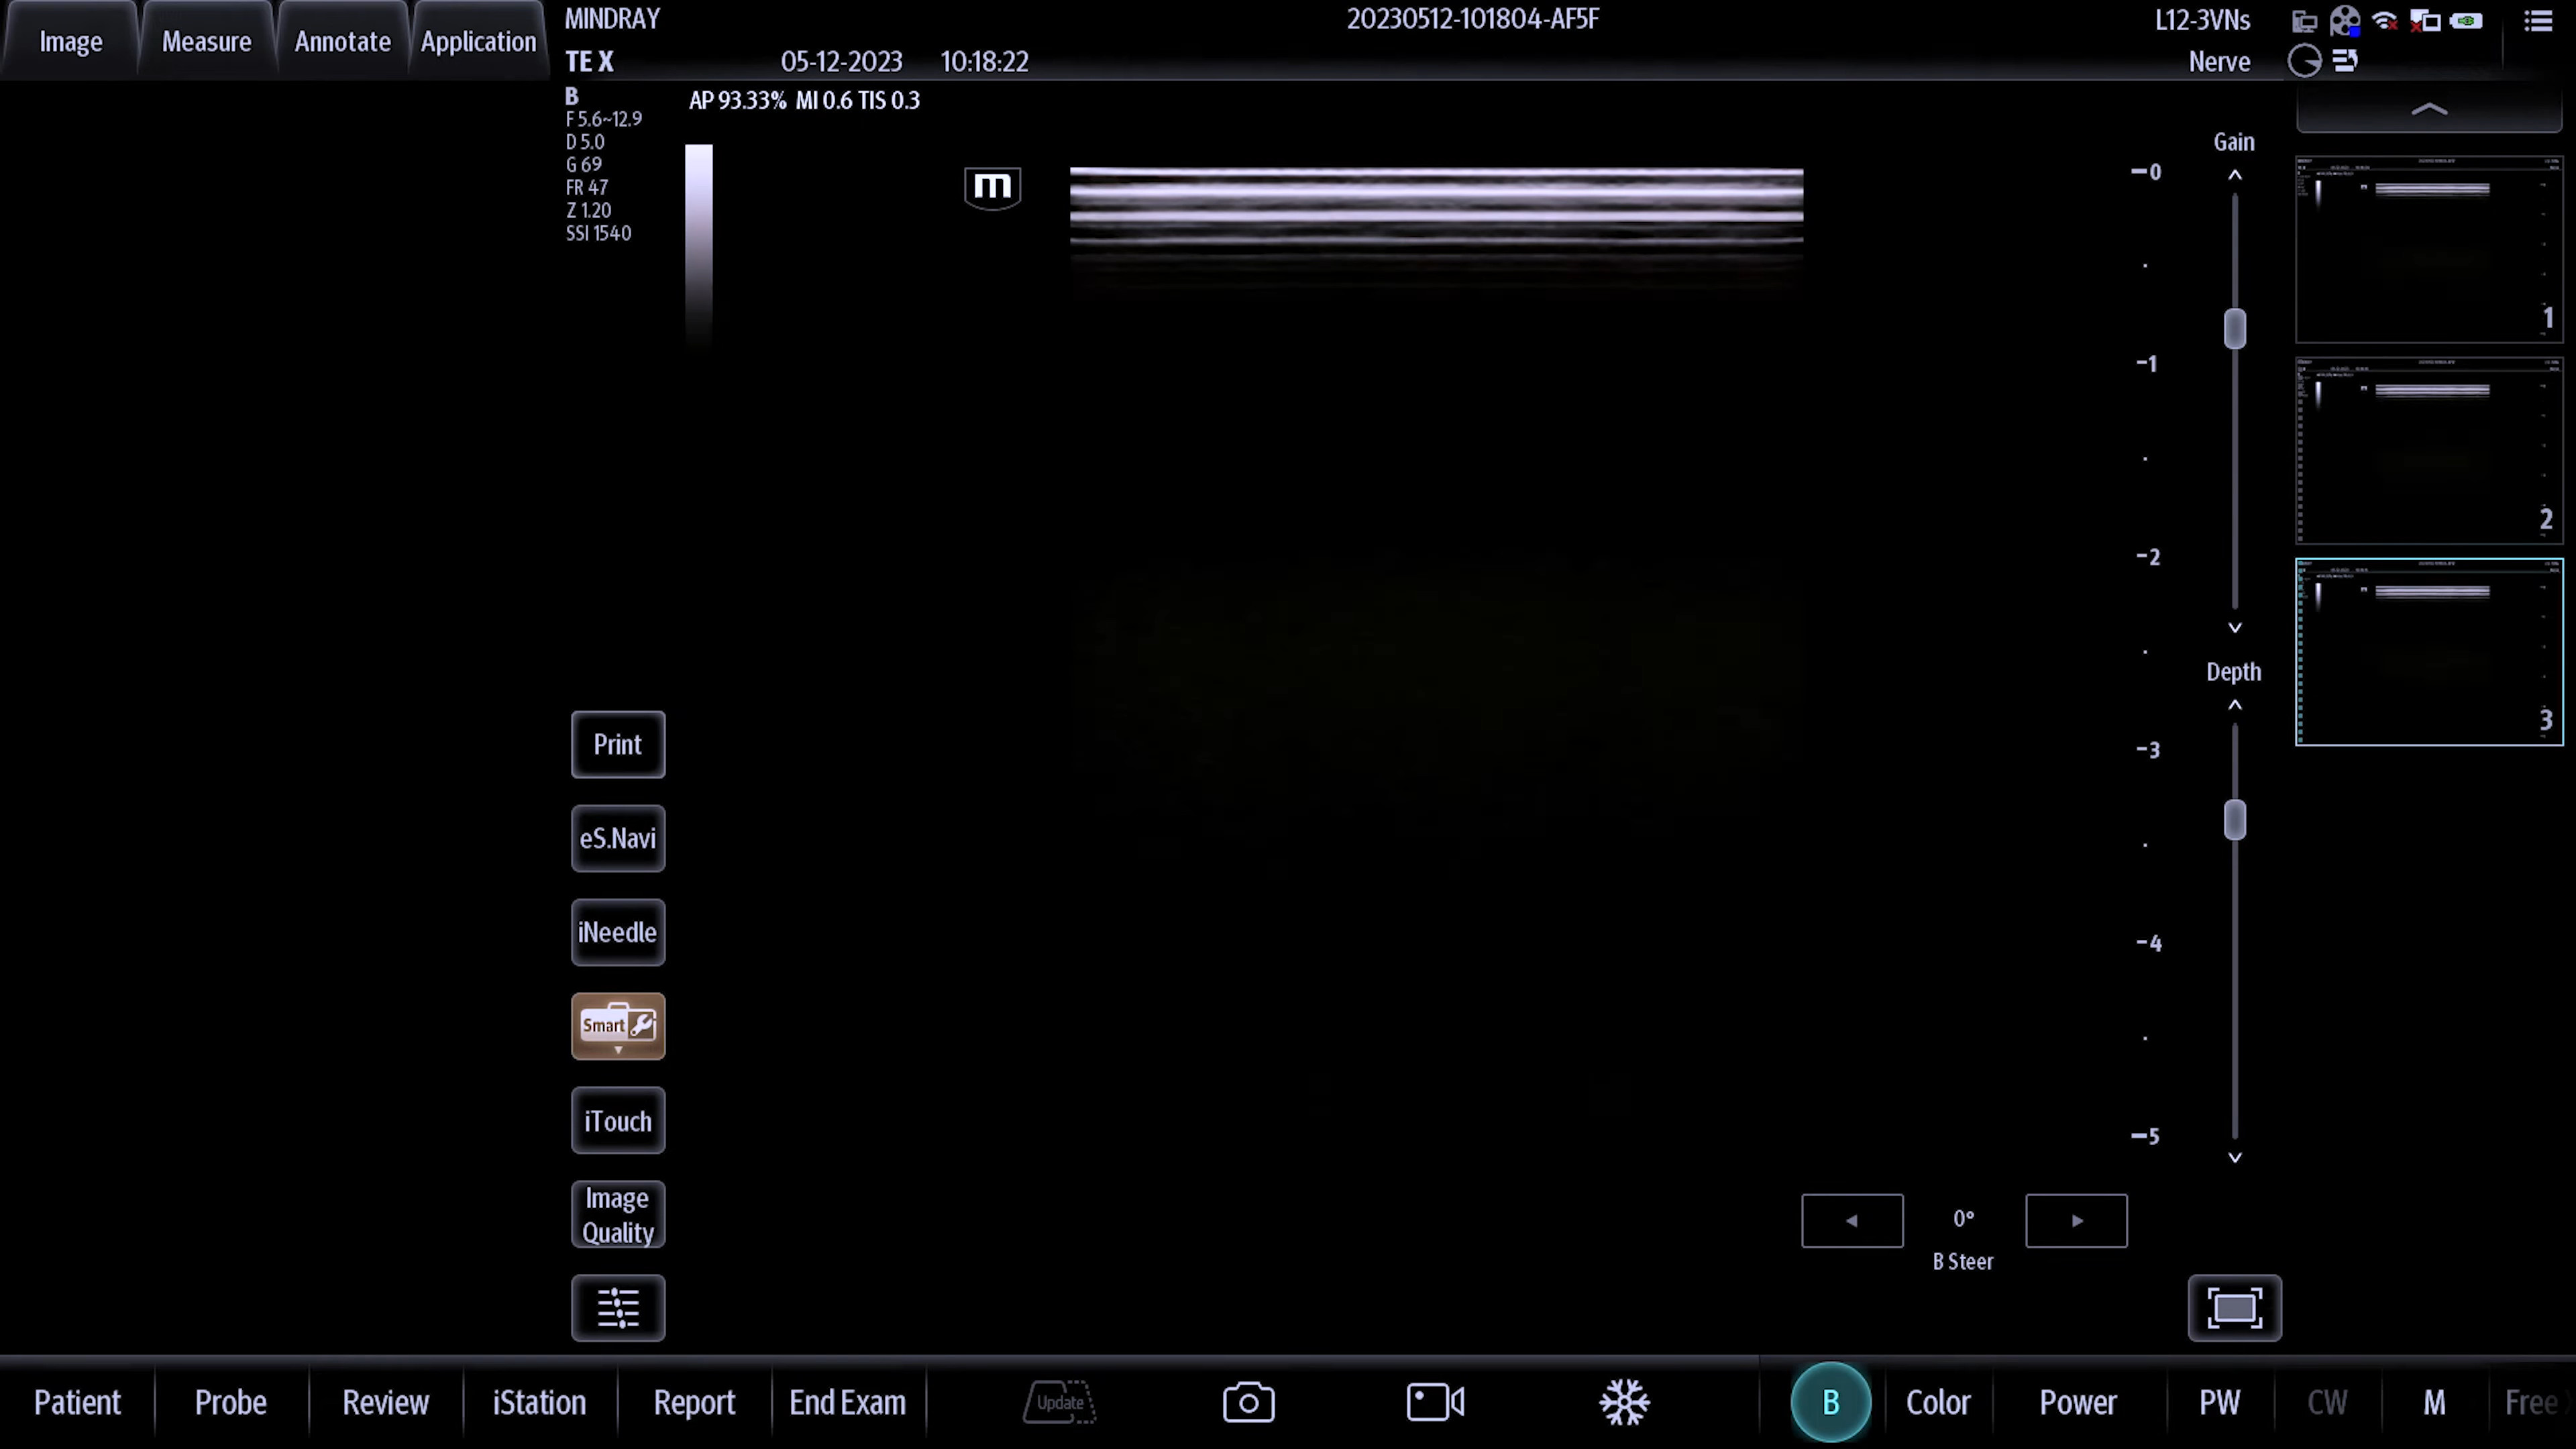 Image
Measure
Annotate
Application
MINDRAY
20230512-101804-AF5F
L12-3VNs
TE X
05-12-2023
10:18:22
Nerve
B
AP 93.33% MI 0.6 TIS 0.3
F 5.6~12.9
D 5.0
G 69
FR 47
Z 1.20
SSI 1540
m
0
1
2
3
4
5
Gain
Depth
1
2
3
Print
eS.Navi
iNeedle
Smart
iTouch
Image
Quality
0°
B Steer
Patient
Probe
Review
iStation
Report
End Exam
Update
B
Color
Power
PW
CW
M
Free